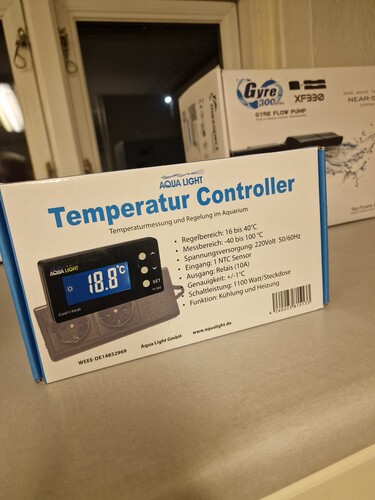 Gyre
300
XF330
GYRE FLOW PUMP
NEAR-S
AQUA LIGHT
Temperatur Controller
Temperaturmessung und Regelung im Aquarium
• Regelbereich: 16 bis 40°C
• Messbereich: -40 bis 100 °C
• Spannungsversorgung: 220Volt 50/60Hz
• Eingang: 1 NTC Sensor
• Ausgang: Relais (10A)
• Genauigkeit: +/-1°C
• Schaltleistung: 1100 Watt/Steckdose
• Funktion: Kühlung und Heizung
AQUA LIGHT
18.8°C
SET
Cool / heat
WEEE-DE14852969
Aqua Light GmbH
www.aqualight.de